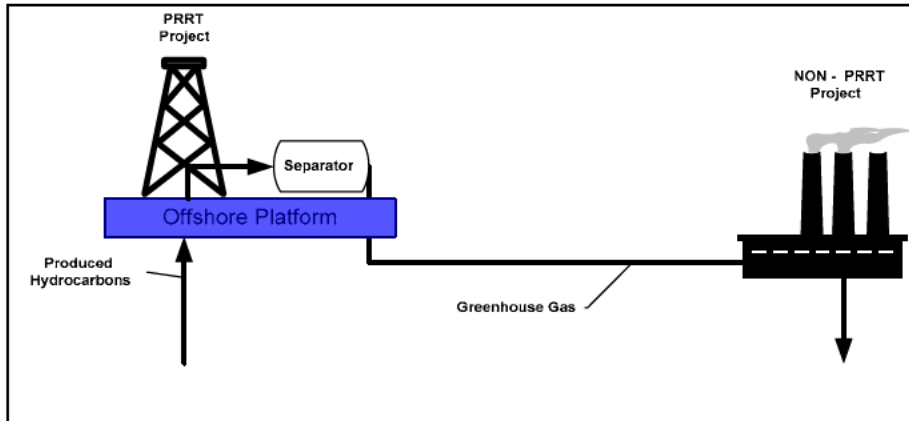 PRRT
Project
NON - PRRT
Project
Separator
Offshore Platform
Produced
Hydrocarbons
Greenhouse Gas